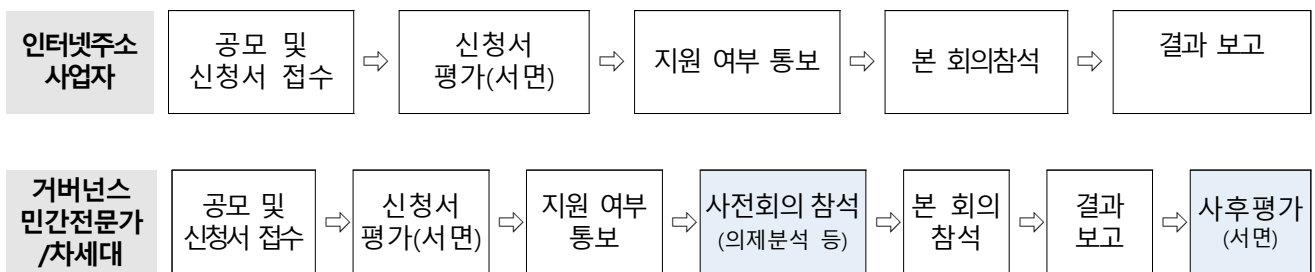 인터넷주소
사업자
공모 및
신청서 접수
⇨
신청서
평가(서면)
⇨
지원 여부 통보
⇨
본 회의참석
⇨
결과 보고
거버넌스
민간전문가
/차세대
공모 및
신청서 접수
⇨
신청서
평가(서면)
⇨
지원 여부
통보
⇨
사전회의 참석
(의제분석 등)
⇨
본 회의
참석
⇨
결과
보고
⇨
사후평가
(서면)